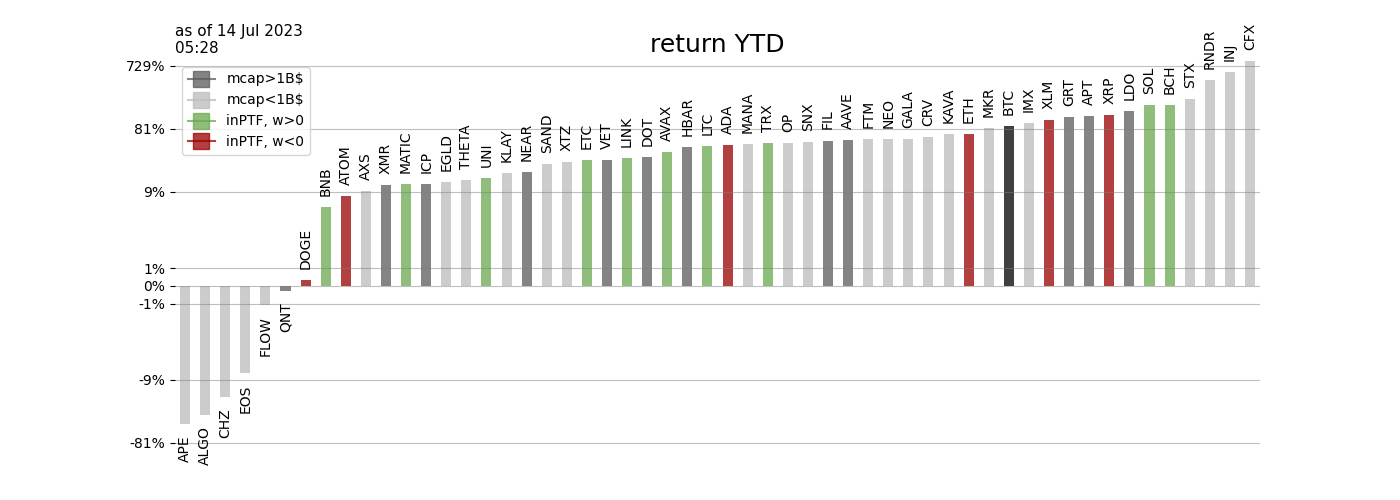 as of 14 Jul 2023
05:28
return YTD
729%
81%
9%
1%
0%
-1%
-9%
-81%
mcap>1B$
mcap<1B$
inPTF, w>0
inPTF, w<0
APE
ALGO
CHZ
EOS
FLOW
QNT
DOGE
BNB
ATOM
AXS
XMR
MATIC
ICP
EGLD
THETA
UNI
KLAY
NEAR
SAND
XTZ
ETC
VET
LINK
DOT
AVAX
HBAR
LTC
ADA
MANA
TRX
OP
SNX
FIL
AAVE
FTM
NEO
GALA
CRV
KAVA
ETH
MKR
BTC
IMX
XLM
GRT
APT
XRP
LDO
SOL
BCH
STX
RNDR
INJ
CFX